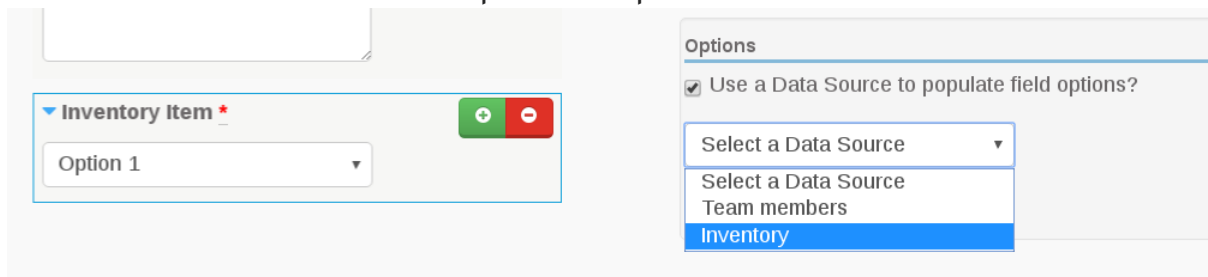 Inventory Item *
Option 1
Options
Use a Data Source to populate field options?
Select a Data Source
Select a Data Source
Team members
Inventory